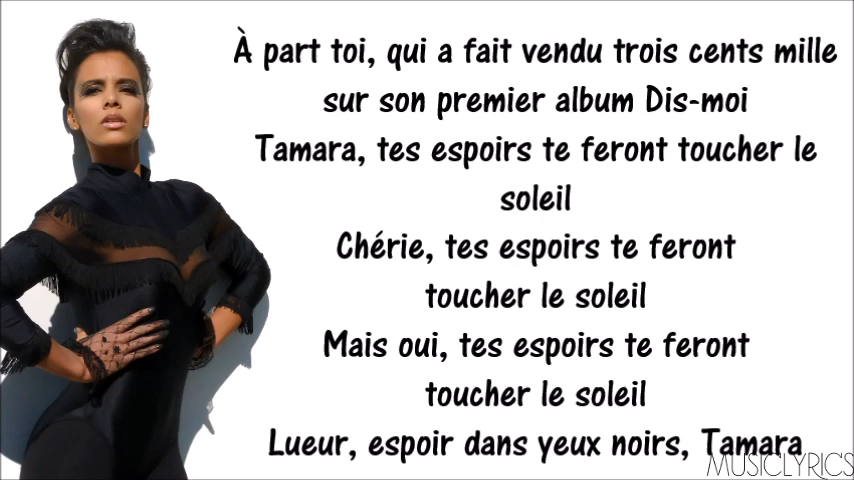 À part toi, qui a fait vendu trois cents mille
sur son premier album Dis-moi
Tamara, tes espoirs te feront toucher le
soleil
Chérie, tes espoirs te feront
toucher le soleil
Mais oui, tes espoirs te feront
toucher le soleil
Lueur, espoir dans yeux noirs, Tamara
MUSICLYRICS